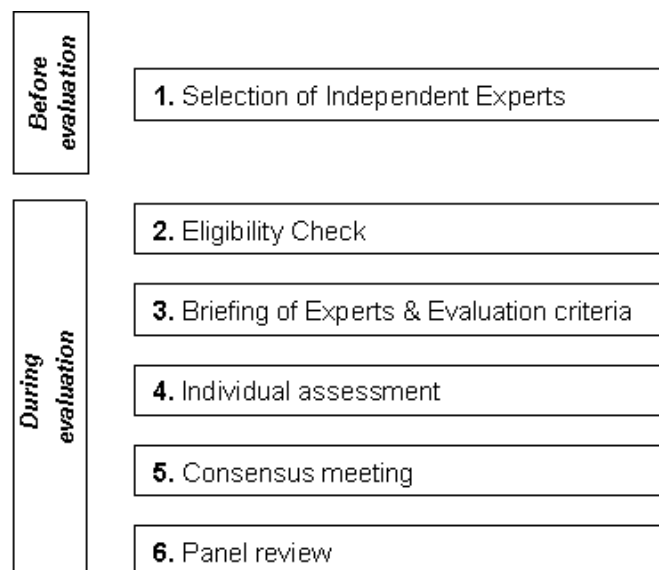 Before
evaluation
1. Selection of Independent Experts
During
evaluation
2. Eligibility Check
3. Briefing of Experts & Evaluation criteria
4. Individual assessment
5. Consensus meeting
6. Panel review